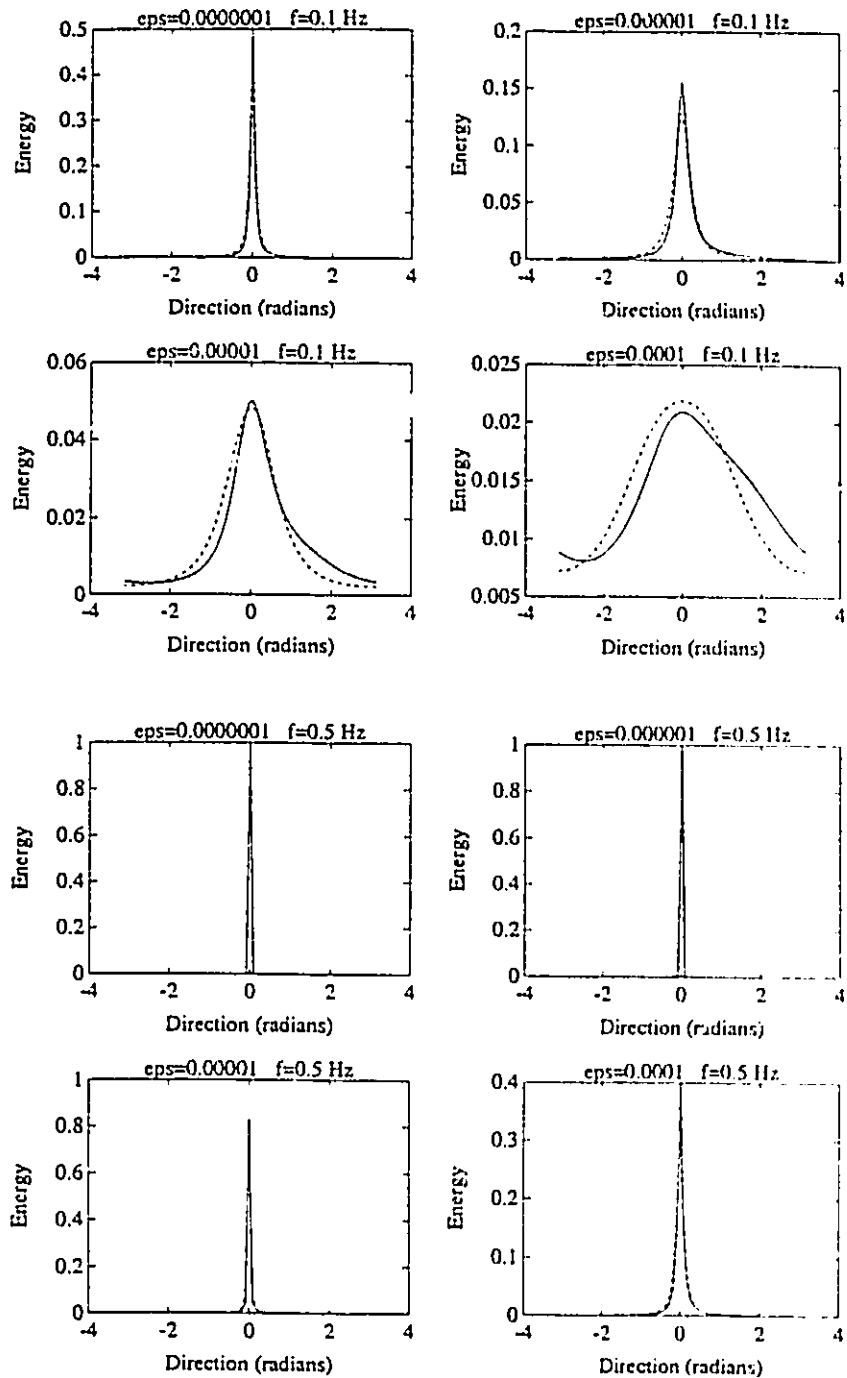 eps=0.0000001 f=0.1 Hz
0.5
0.4
0.3
0.2
0.1
0
Energy
-4 -2 0 2 4
Direction (radians)
eps=0.000001 f=0.1 Hz
0.2
0.15
0.1
0.05
0
Energy
-4 -2 0 2 4
Direction (radians)
eps=0.00001 f=0.1 Hz
0.06
0.04
0.02
0
Energy
-4 -2 0 2 4
Direction (radians)
eps=0.0001 f=0.1 Hz
0.025
0.02
0.015
0.01
0.005
Energy
-4 -2 0 2 4
Direction (radians)
eps=0.0000001 f=0.5 Hz
1
0.8
0.6
0.4
0.2
0
Energy
-4 -2 0 2 4
Direction (radians)
eps=0.000001 f=0.5 Hz
1
0.8
0.6
0.4
0.2
0
Energy
-4 -2 0 2 4
Direction (radians)
eps=0.00001 f=0.5 Hz
1
0.8
0.6
0.4
0.2
0
Energy
-4 -2 0 2 4
Direction (radians)
eps=0.0001 f=0.5 Hz
0.4
0.3
0.2
0.1
0
Energy
-4 -2 0 2 4
Direction (radians)